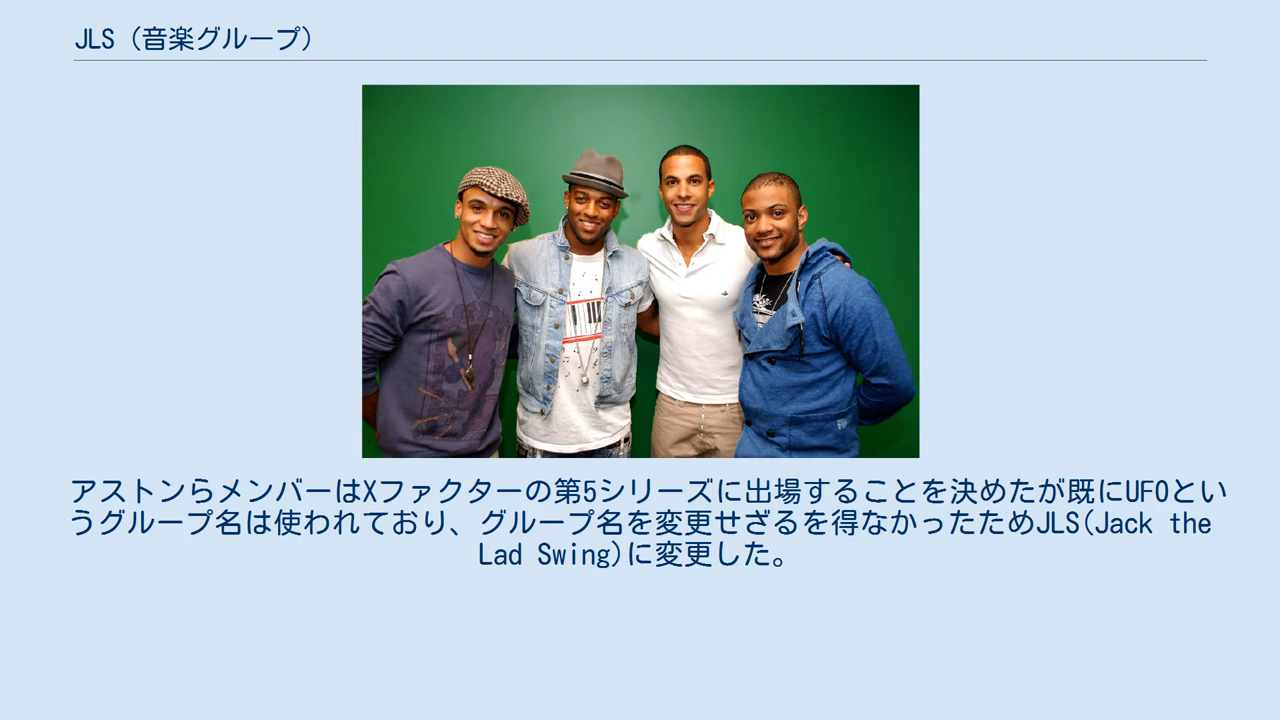 JLS（音楽グループ）
アストンらメンバーはXファクターの第5シリーズに出場することを決めたが既にUFOとい
うグループ名は使われており、グループ名を変更せざるを得なかったためJLS(Jack the
Lad Swing)に変更した。